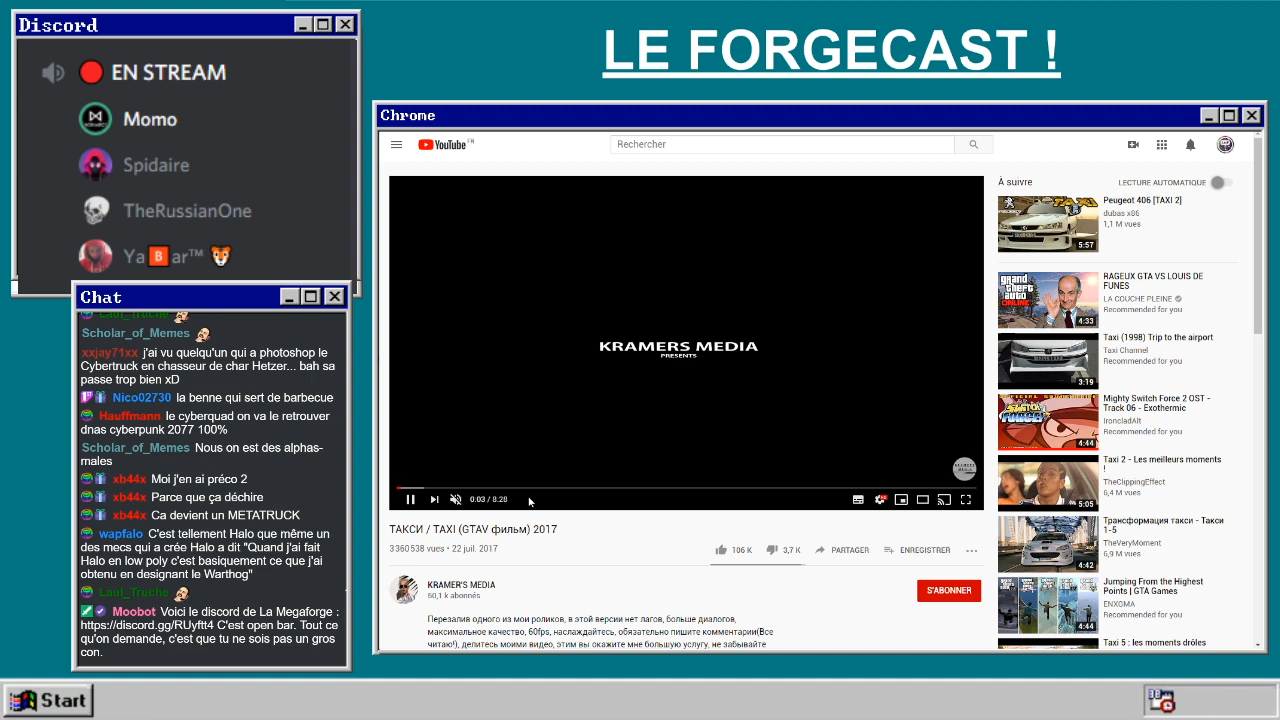 Discord
EN STREAM
Momo
Spidaire
TheRussianOne
Ya🅱ar™ 🐯
LE FORGECAST !
Chat
Laul_Truche
Scholar_of_Memes
xxjay71xx j'ai vu quelqu'un qui a photoshop le
Cybertruck en chasseur de char Hetzer... bah sa
passe trop bien xD
Nico02730 la benne qui sert de barbecue
Hauffmann le cyberquad on va le retrouver
dnas cyberpunk 2077 100%
Scholar_of_Memes Nous on est des alphas-
males
xb44x Moi j'en ai préco 2
xb44x Parce que ça déchire
xb44x Ca devient un METATRUCK
wapfalo C'est tellement Halo que même un
des mecs qui a crée Halo a dit "Quand j'ai fait
Halo en low poly c'est basiquement ce que j'ai
obtenu en designant le Warthog"
Laul_Truche
Moobot Voici le discord de La Megaforge :
https://discord.gg/RUyftt4 C'est open bar. Tout ce
qu'on demande, c'est que tu ne sois pas un gros
con.
Chrome
YouTube FR
Rechercher
KRAMERS MEDIA
PRESENTS
0:03 / 8:28
ТАКСИ / TAXI (GTAV фильм) 2017
3 360 538 vues • 22 juil. 2017
106 K
3,7 K
PARTAGER
ENREGISTRER
KRAMER'S MEDIA
50,1 k abonnés
S'ABONNER
Перезалив одного из мои роликов, в этой версии нет лагов, больше диалогов,
максимальное качество, 60fps, наслаждайтесь, обязательно пишите комментарии(Все
читаю!), делитесь моими видео, этим вы окажите мне большую услугу, не забывайте
À suivre
LECTURE AUTOMATIQUE
Peugeot 406 [TAXI 2]
dubas x86
1,1 M vues
5:57
RAGEUX GTA VS LOUIS DE
FUNES
LA COUCHE PLEINE
Recommended for you
4:33
Taxi (1998) Trip to the airport
Taxi Channel
Recommended for you
3:19
Mighty Switch Force 2 OST -
Track 06 - Exothermic
IroncladAlt
Recommended for you
4:44
Taxi 2 - Les meilleurs moments
!
TheClippingEffect
6,4 M vues
5:05
Трансформация такси - Такси
1-5
TheVeryMoment
6,9 M vues
4:42
Jumping From the Highest
Points | GTA Games
ENXGMA
Recommended for you
4:44
Taxi 5 : les moments drôles
Start